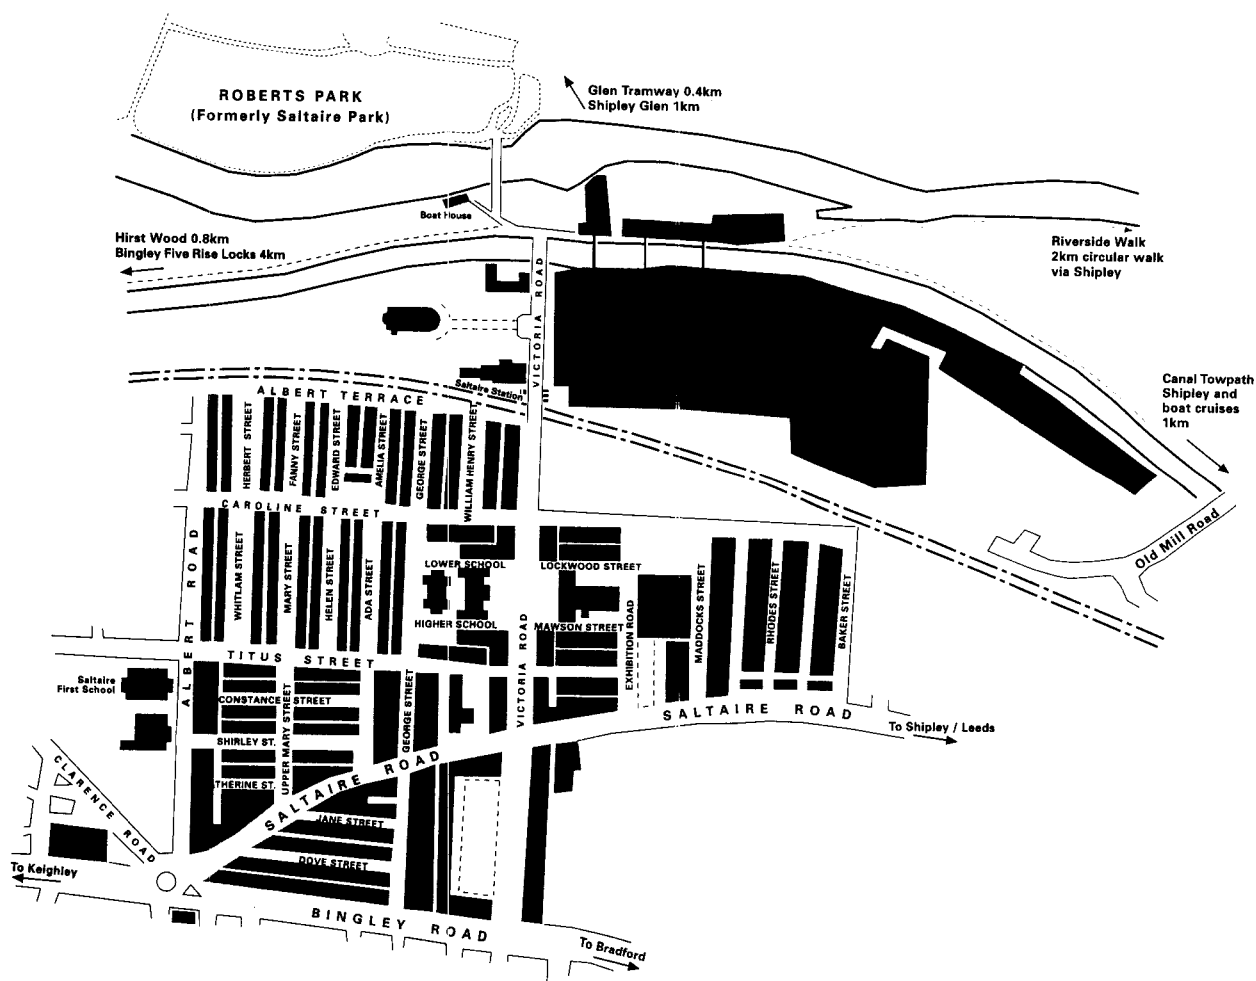 ROBERTS PARK
(Formerly Saltaire Park)
Glen Tramway 0.4km
Shipley Glen 1km
Boat House
Hirst Wood 0.8km
Bingley Five Rise Locks 4km
Riverside Walk
2km circular walk
via Shipley
VICTORIA ROAD
Saltaire Station
Canal Towpath
Shipley and
boat cruises
1km
Old Mill Road
ALBERT TERRACE
HERBERT STREET
FANNY STREET
EDWARD STREET
AMELIA STREET
GEORGE STREET
WILLIAM HENRY STREET
CAROLINE STREET
ALBERT ROAD
WHITLAM STREET
MARY STREET
HELEN STREET
ADA STREET
LOWER SCHOOL
HIGHER SCHOOL
LOCKWOOD STREET
MAWSON STREET
VICTORIA ROAD
EXHIBITION ROAD
MADDOCKS STREET
RHODES STREET
BAKER STREET
TITUS STREET
Saltaire
First School
CONSTANCE STREET
SHIRLEY ST.
THERINE ST.
UPPER MARY STREET
GEORGE STREET
SALTAIRE ROAD
SALTAIRE ROAD
To Shipley / Leeds
CLARENCE ROAD
JANE STREET
DOVE STREET
To Keighley
BINGLEY ROAD
To Bradford